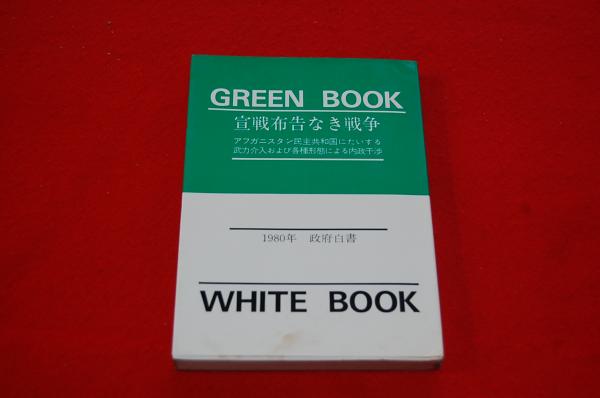 GREEN BOOK
宣戦布告なき戦争
アフガニスタン民主共和国にたいする
武力介入および各種形態による内政干渉
1980年 政府白書
WHITE BOOK